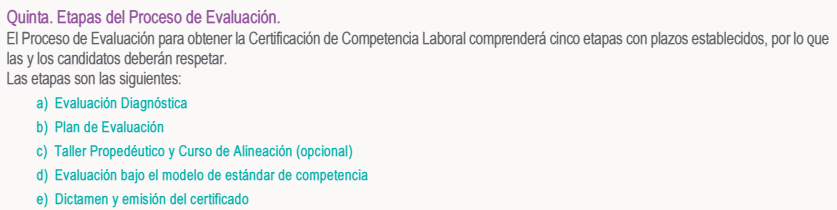 Quinta. Etapas del Proceso de Evaluación.
El Proceso de Evaluación para obtener la Certificación de Competencia Laboral comprenderá cinco etapas con plazos establecidos, por lo que
las y los candidatos deberán respetar.
Las etapas son las siguientes:
a) Evaluación Diagnóstica
b) Plan de Evaluación
c) Taller Propedéutico y Curso de Alineación (opcional)
d) Evaluación bajo el modelo de estándar de competencia
e) Dictamen y emisión del certificado